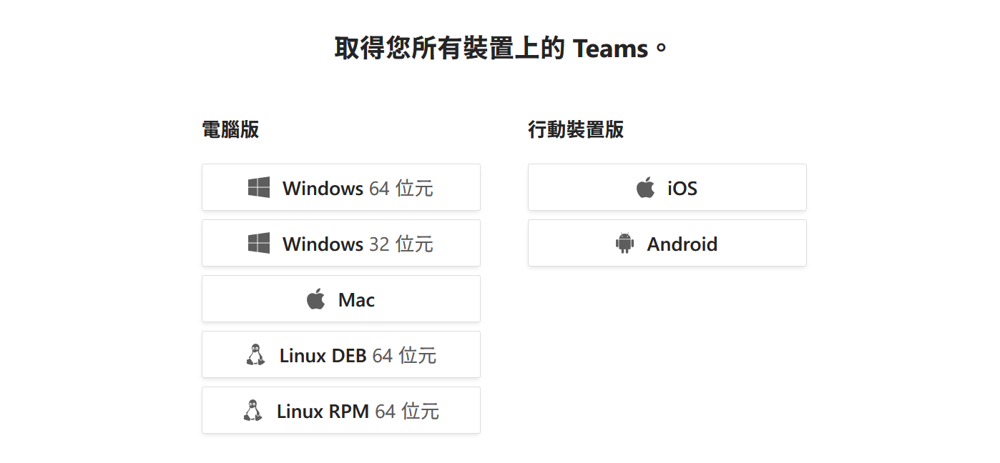 取得您所有裝置上的 Teams。
電腦版
Windows 64 位元
Windows 32 位元
Mac
Linux DEB 64 位元
Linux RPM 64 位元
行動裝置版
iOS
Android